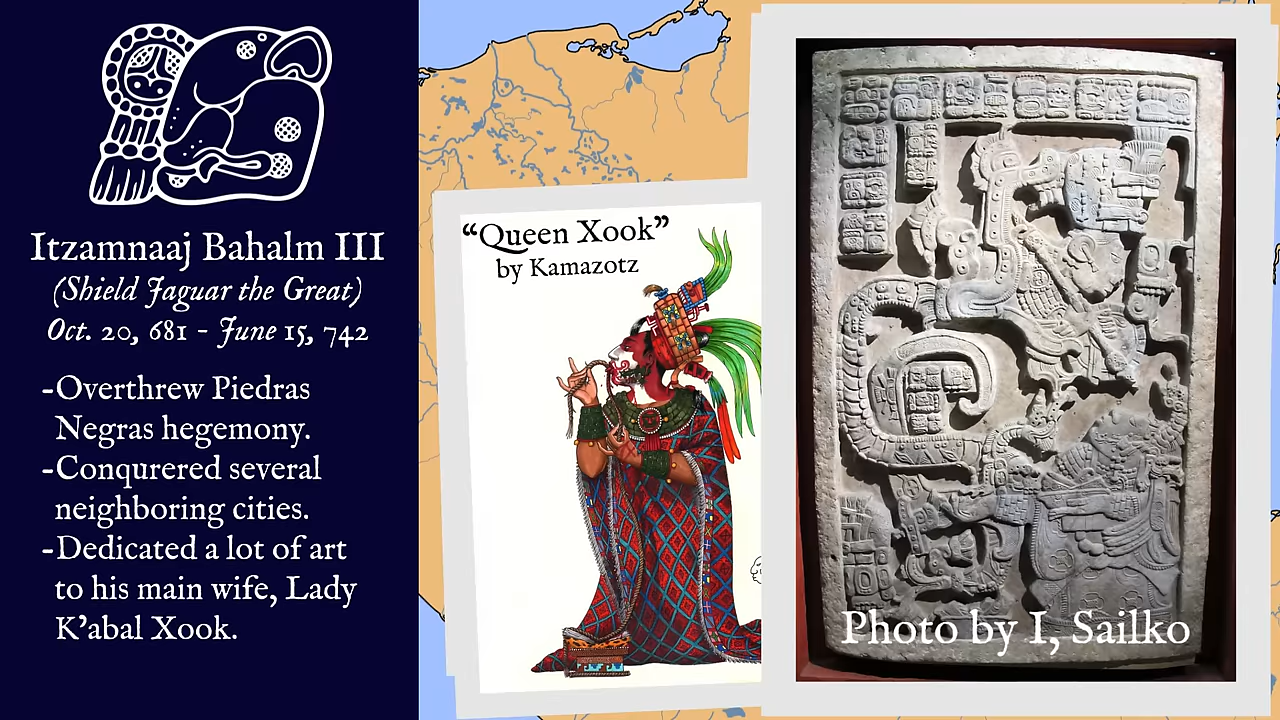 Itzamnaaj Bahalm III
(Shield Jaguar the Great)
Oct. 20, 681 - June 15, 742
-Overthrew Piedras
Negras hegemony.
-Conqurered several
neighboring cities.
-Dedicated a lot of art
to his main wife, Lady
K'abal Xook.
“Queen Xook”
by Kamazotz
Photo by I, Sailko